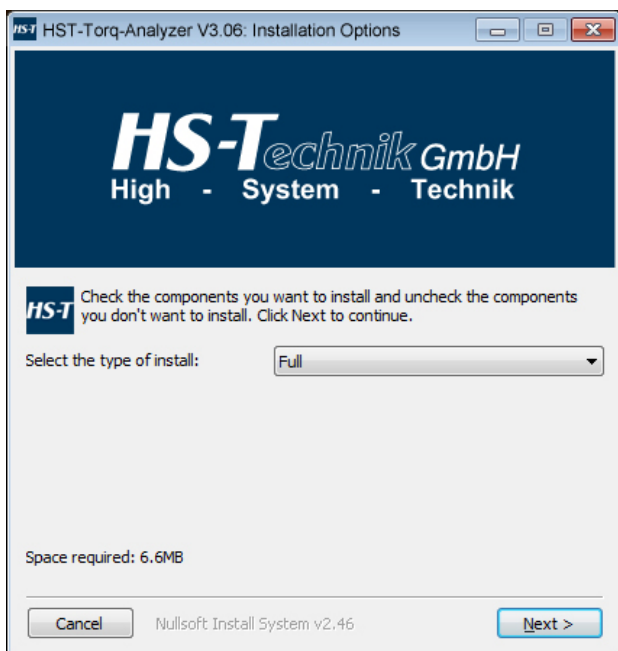 HS-T HST-Torq-Analyzer V3.06: Installation Options
HS-Technik GmbH
High - System - Technik
HS-T
Check the components you want to install and uncheck the components
you don't want to install. Click Next to continue.
Select the type of install:
Full
Space required: 6.6MB
Cancel
Nullsoft Install System v2.46
Next >